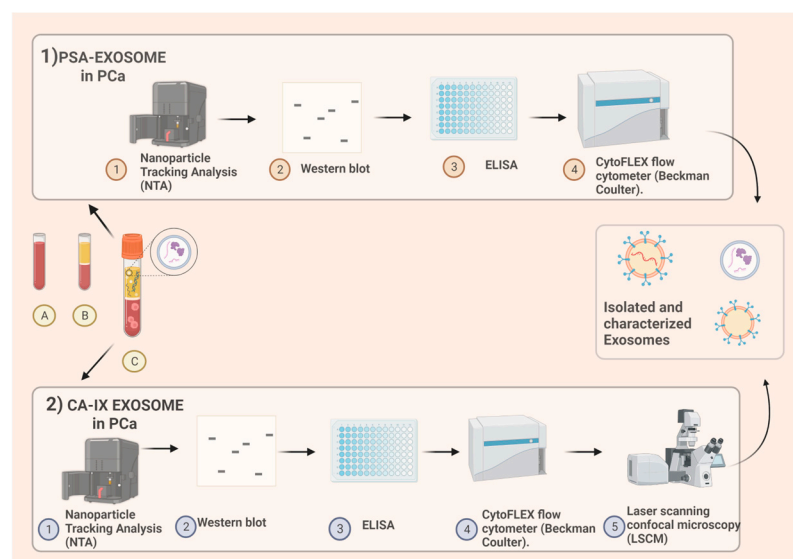 1)PSA-EXOSOME
in PCa
1
Nanoparticle
Tracking Analysis
(NTA)
2
Western blot
3
ELISA
4
CytoFLEX flow
cytometer (Beckman
Coulter).
A
B
C
Isolated and
characterized
Exosomes
2) CA-IX EXOSOME
in PCa
1
Nanoparticle
Tracking Analysis
(NTA)
2
Western blot
3
ELISA
4
CytoFLEX flow
cytometer (Beckman
Coulter).
5
Laser scanning
confocal microscopy
(LSCM)